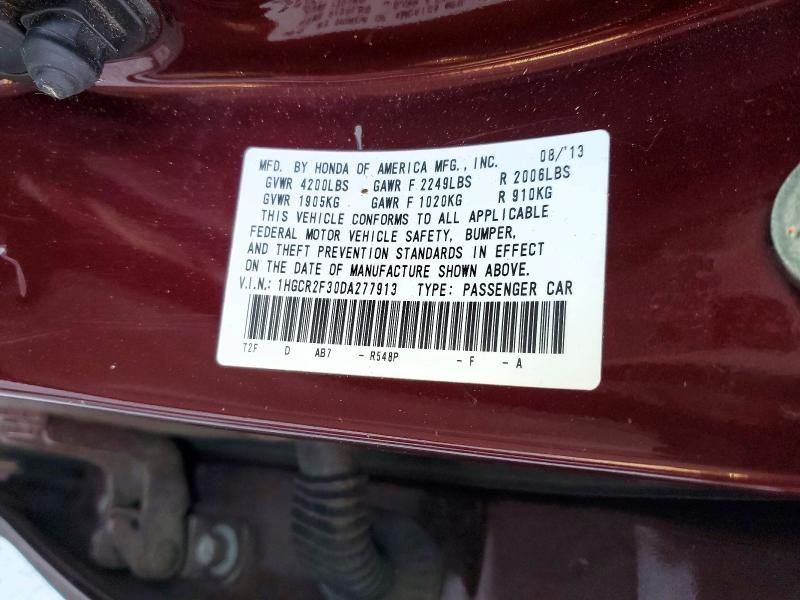 MFD. BY HONDA OF AMERICA MFG., INC. 08/'13
GVWR 4200LBS GAWR F 2249LBS R 2006LBS
GVWR 1905KG GAWR F 1020KG R 910KG
THIS VEHICLE CONFORMS TO ALL APPLICABLE
FEDERAL MOTOR VEHICLE SAFETY, BUMPER,
AND THEFT PREVENTION STANDARDS IN EFFECT
ON THE DATE OF MANUFACTURE SHOWN ABOVE.
V.I.N.: 1HGCR2F30DA277913 TYPE: PASSENGER CAR
T2F D AB7 - R548P - F - A